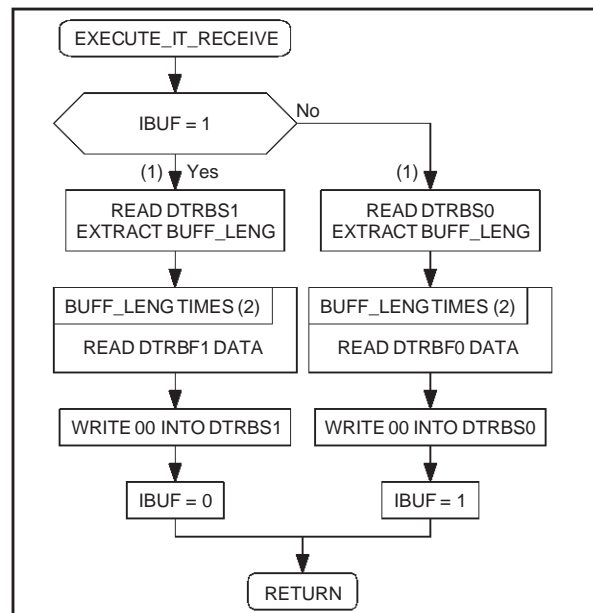 EXECUTE_IT_RECEIVE
IBUF = 1
No
(1) Yes
(1)
READ DTRBS1
EXTRACT BUFF_LENG
READ DTRBS0
EXTRACT BUFF_LENG
BUFF_LENG TIMES (2)
READ DTRBF1 DATA
BUFF_LENG TIMES (2)
READ DTRBF0 DATA
WRITE 00 INTO DTRBS1
WRITE 00 INTO DTRBS0
IBUF = 0
IBUF = 1
RETURN